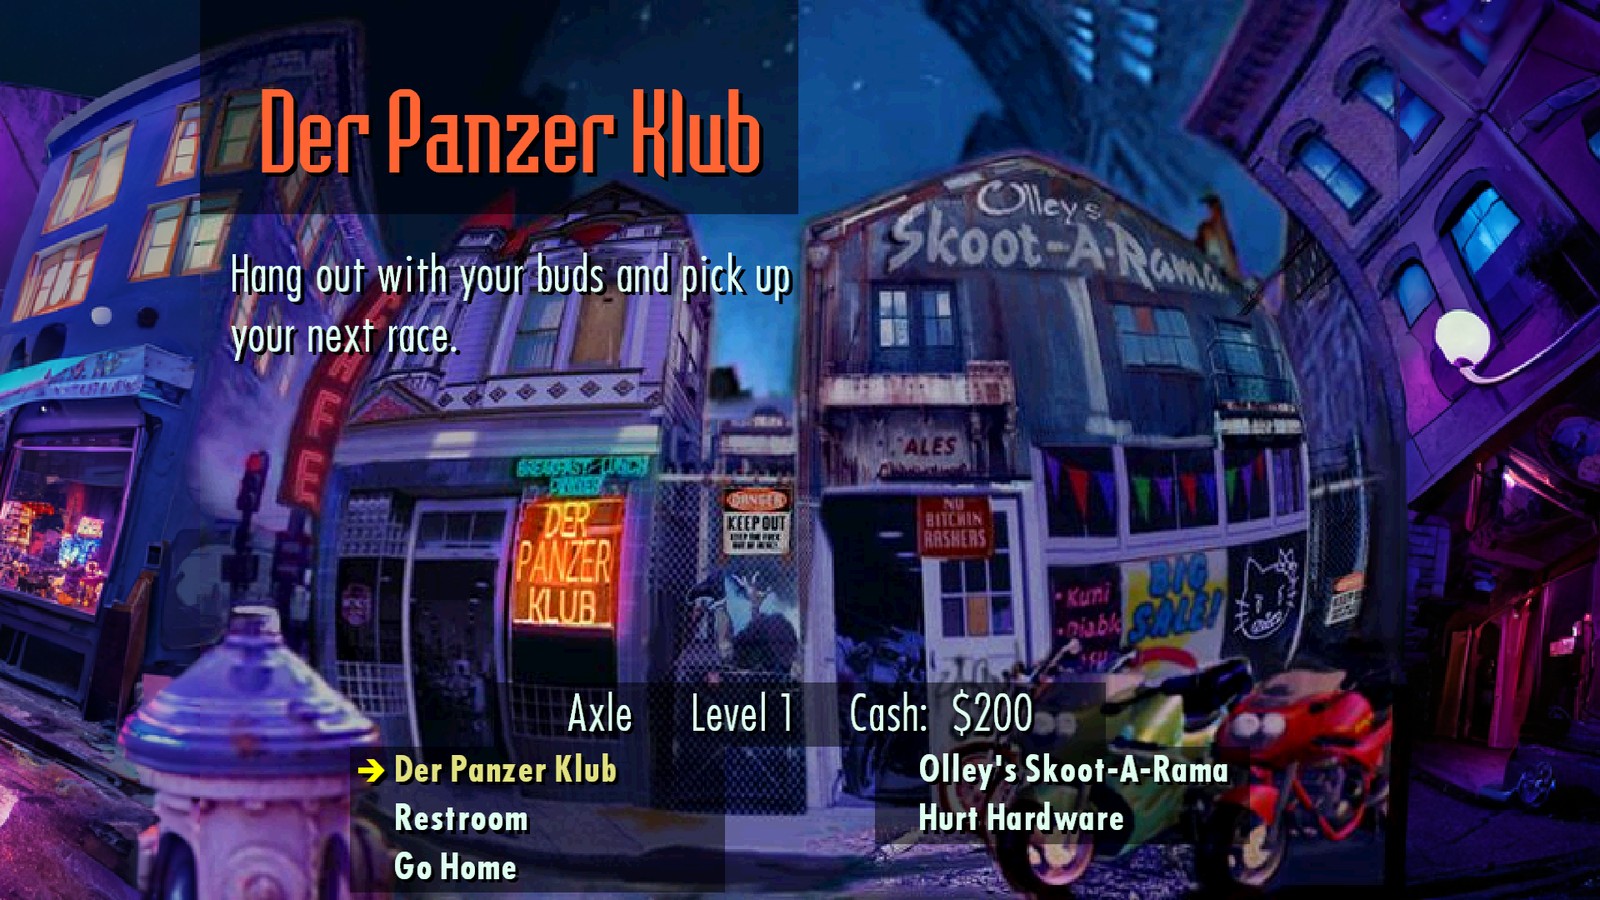 Der Panzer Klub
Hang out with your buds and pick up
your next race.
Olley's
Skoot-A-Rama
ALES
DANGER
KEEP OUT
NO
BITCHIN
RASHERS
DER
PANZER
KLUB
BIG
SALE!
• Kuni
• Diablo
Axle Level 1 Cash: $200
Der Panzer Klub
Restroom
Go Home
Olley's Skoot-A-Rama
Hurt Hardware